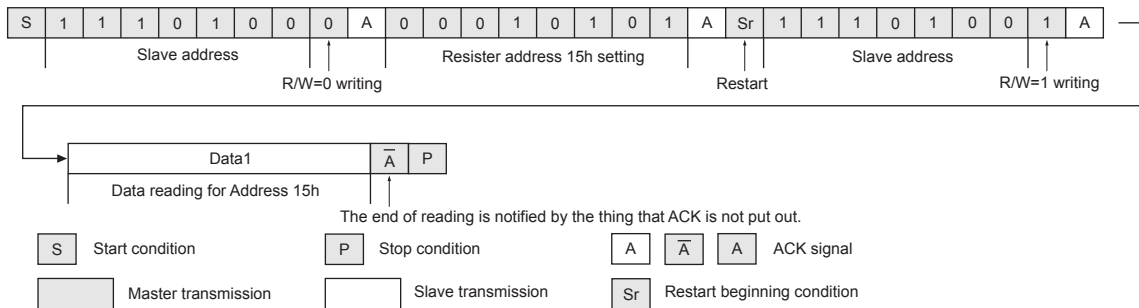 S 1 1 1 0 1 0 0 0 A 0 0 0 1 0 1 0 1 A Sr 1 1 1 0 1 0 0 1 A
Slave address Resister address 15h setting Slave address
R/W=0 writing Restart R/W=1 writing
Data1 A P
Data reading for Address 15h
The end of reading is notified by the thing that ACK is not put out.
S Start condition P Stop condition A A A ACK signal
Master transmission Slave transmission Sr Restart beginning condition